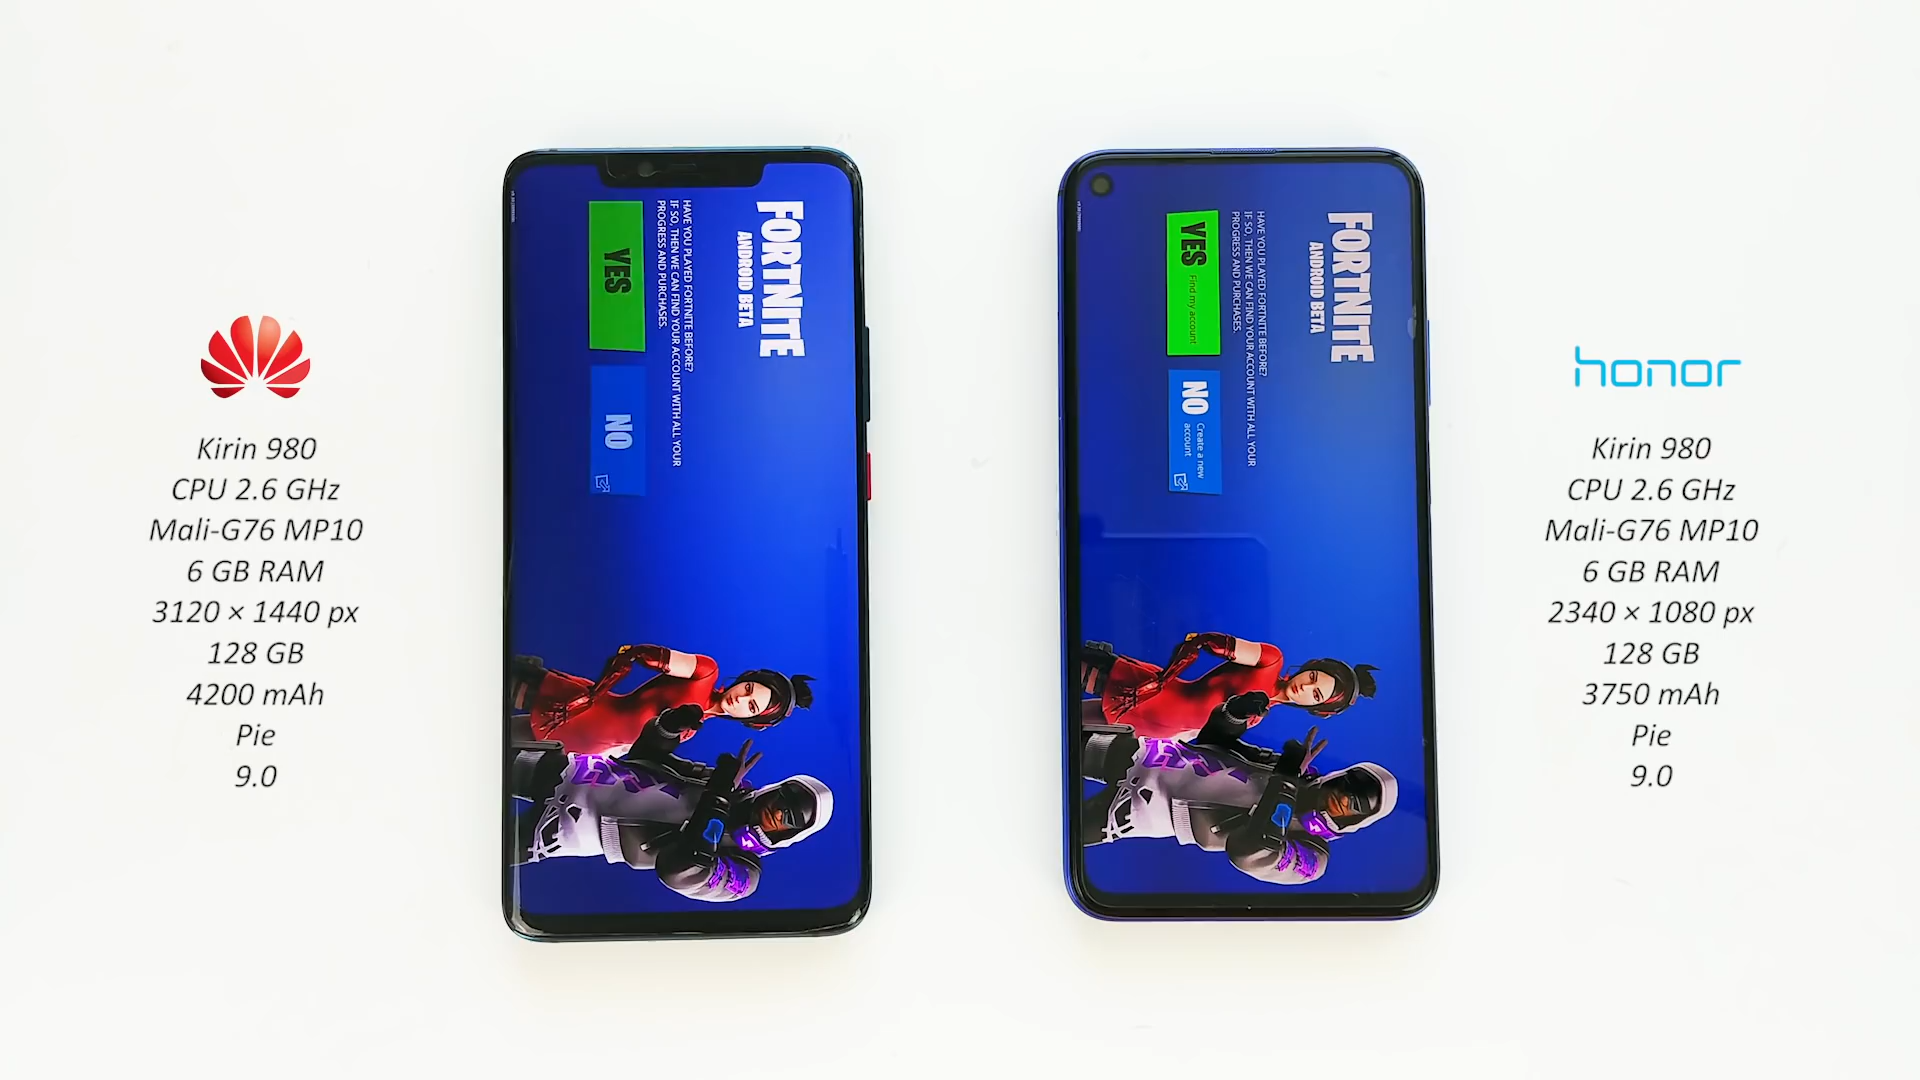 Kirin 980
CPU 2.6 GHz
Mali-G76 MP10
6 GB RAM
3120 × 1440 px
128 GB
4200 mAh
Pie
9.0
FORTNITE
ANDROID BETA
HAVE YOU PLAYED FORTNITE BEFORE?
IF SO, THEN WE CAN FIND YOUR ACCOUNT WITH ALL YOUR
PROGRESS AND PURCHASES.
YES
NO
FORTNITE
ANDROID BETA
HAVE YOU PLAYED FORTNITE BEFORE?
IF SO, THEN WE CAN FIND YOUR ACCOUNT WITH ALL YOUR
PROGRESS AND PURCHASES.
YES Find my account
NO Create a new
account
honor
Kirin 980
CPU 2.6 GHz
Mali-G76 MP10
6 GB RAM
2340 × 1080 px
128 GB
3750 mAh
Pie
9.0